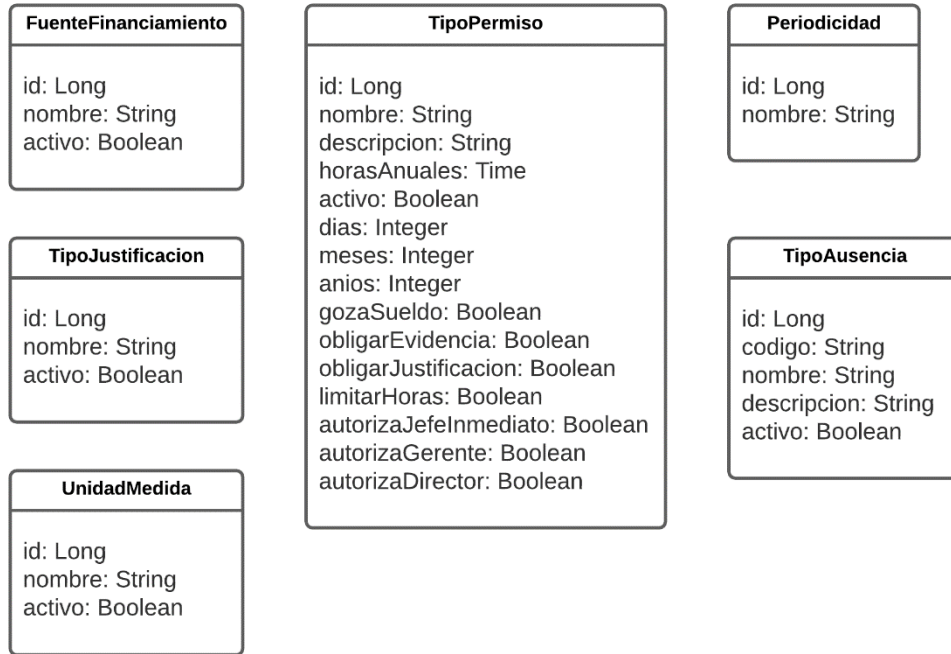 FuenteFinanciamiento
id: Long
nombre: String
activo: Boolean
TipoJustificacion
id: Long
nombre: String
activo: Boolean
UnidadMedida
id: Long
nombre: String
activo: Boolean
TipoPermiso
id: Long
nombre: String
descripcion: String
horasAnuales: Time
activo: Boolean
dias: Integer
meses: Integer
anios: Integer
gozaSueldo: Boolean
obligarEvidencia: Boolean
obligarJustificacion: Boolean
limitarHoras: Boolean
autorizaJefeInmediato: Boolean
autorizaGerente: Boolean
autorizaDirector: Boolean
Periodicidad
id: Long
nombre: String
TipoAusencia
id: Long
codigo: String
nombre: String
descripcion: String
activo: Boolean